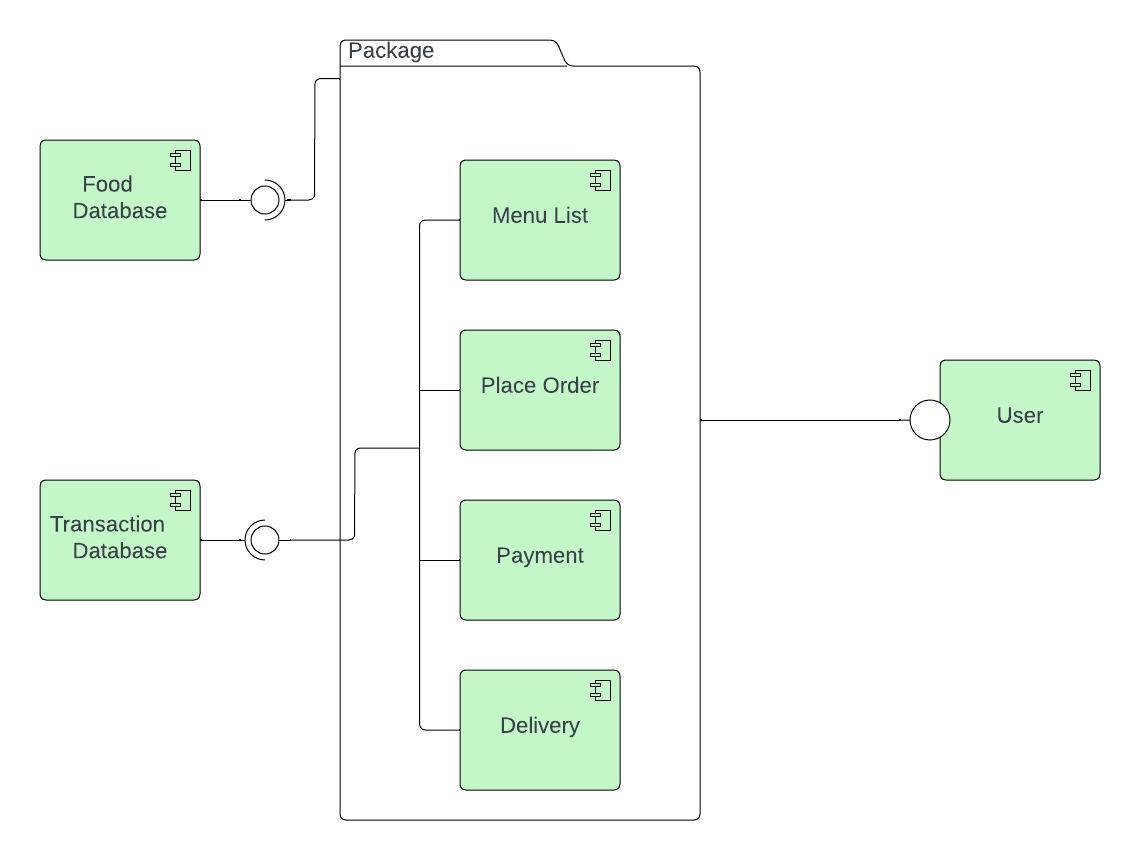 Package
Food
Database
Menu List
Place Order
User
Transaction
Database
Payment
Delivery